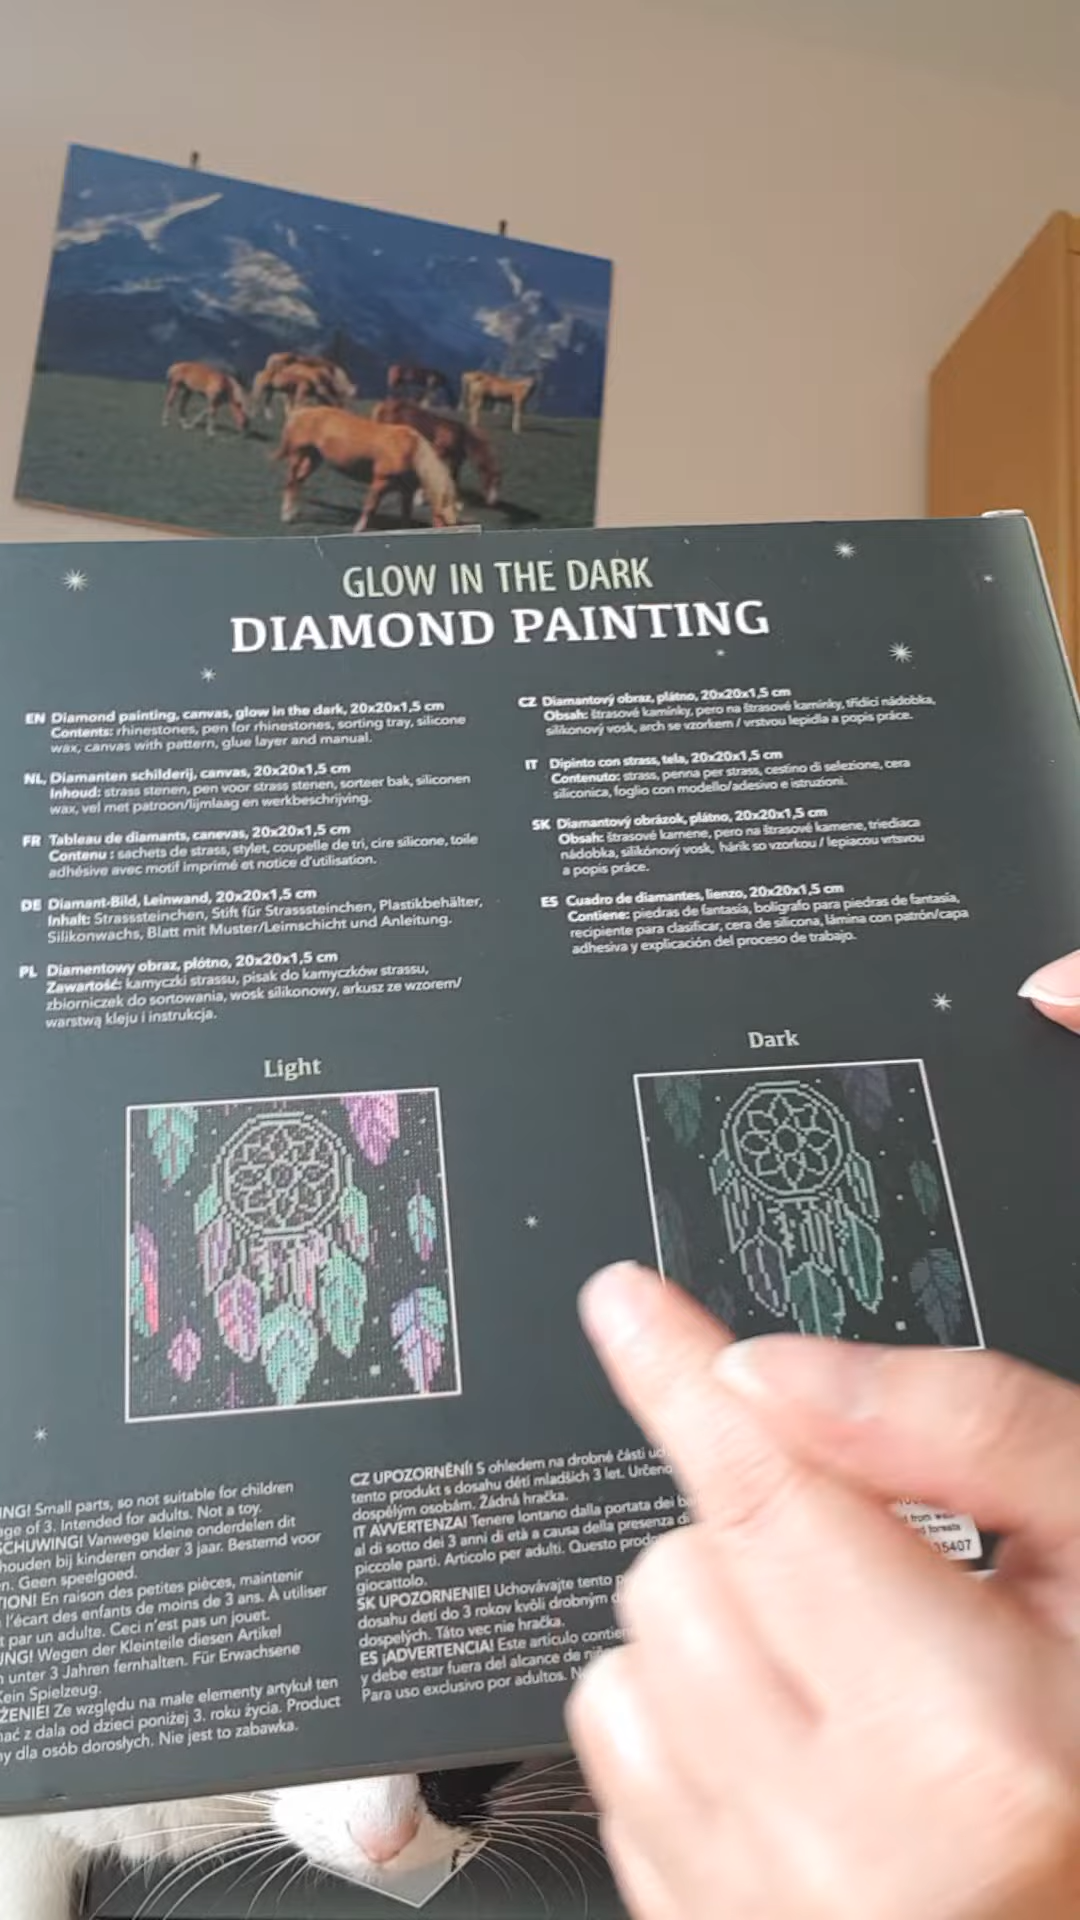 GLOW IN THE DARK
DIAMOND PAINTING
EN Diamond painting, canvas, glow in the dark, 20x20x1,5 cm
Contents: rhinestones, pen for rhinestones, sorting tray, silicone
wax, canvas with pattern, glue layer and manual.
NL Diamanten schilderij, canvas, 20x20x1,5 cm
Inhoud: strass stenen, pen voor strass stenen, sorteer bak, siliconen
wax, vel met patroon/lijmlaag en werkbeschrijving.
FR Tableau de diamants, canevas, 20x20x1,5 cm
Contenu : sachets de strass, stylet, coupelle de tri, cire silicone, toile
adhésive avec motif imprimé et notice d'utilisation.
DE Diamant-Bild, Leinwand, 20x20x1,5 cm
Inhalt: Strasssteinchen, Stift für Strasssteinchen, Plastikbehälter,
Silikonwachs, Blatt mit Muster/Leimschicht und Anleitung.
PL Diamentowy obraz, płótno, 20x20x1,5 cm
Zawartość: kamyczki strassu, pisak do kamyczków strassu,
zbiorniczek do sortowania, wosk silikonowy, arkusz ze wzorem/
warstwą kleju i instrukcja.
CZ Diamantový obraz, plátno, 20x20x1,5 cm
Obsah: štrasové kamínky, pero na štrasové kamínky, třídicí nádobka,
silikonový vosk, arch se vzorkem / vrstvou lepidla a popis práce.
IT Dipinto con strass, tela, 20x20x1,5 cm
Contenuto: strass, penna per strass, cestino di selezione, cera
siliconica, foglio con modello/adesivo e istruzioni.
SK Diamantový obrázok, plátno, 20x20x1,5 cm
Obsah: štrasové kamene, pero na štrasové kamene, triediaca
nádobka, silikónový vosk, hárik so vzorkou / lepiacou vrtsvou
a popis práce.
ES Cuadro de diamantes, lienzo, 20x20x1,5 cm
Contiene: piedras de fantasía, bolígrafo para piedras de fantasía,
recipiente para clasificar, cera de silicona, lámina con patrón/capa
adhesiva y explicación del proceso de trabajo.
Light
Dark
NG! Small parts, so not suitable for children
ge of 3. Intended for adults. Not a toy.
SCHUWING! Vanwege kleine onderdelen dit
houden bij kinderen onder 3 jaar. Bestemd voor
n. Geen speelgoed.
TION! En raison des petites pièces, maintenir
l'écart des enfants de moins de 3 ans. À utiliser
par un adulte. Ceci n'est pas un jouet.
NG! Wegen der Kleinteile diesen Artikel
unter 3 Jahren fernhalten. Für Erwachsene
Kein Spielzeug.
ŻENIE! Ze względu na małe elementy artykuł ten
mać z dala od dzieci poniżej 3. roku życia. Product
ny dla osób dorosłych. Nie jest to zabawka.
CZ UPOZORNĚNÍ! S ohledem na drobné části uc
tento produkt s dosahu dětí mladších 3 let. Určeno
dospělým osobám. Žádná hračka.
IT AVVERTENZA! Tenere lontano dalla portata dei b
al di sotto dei 3 anni di età a causa della presenza di
piccole parti. Articolo per adulti. Questo prodo
giocattolo.
SK UPOZORNENIE! Uchovávajte tento p
dosahu detí do 3 rokov kvôli drobným
dospelých. Táto vec nie hračka.
ES ¡ADVERTENCIA! Este artículo contien
y debe estar fuera del alcance de niñ
Para uso exclusivo por adultos. N
forests
5407